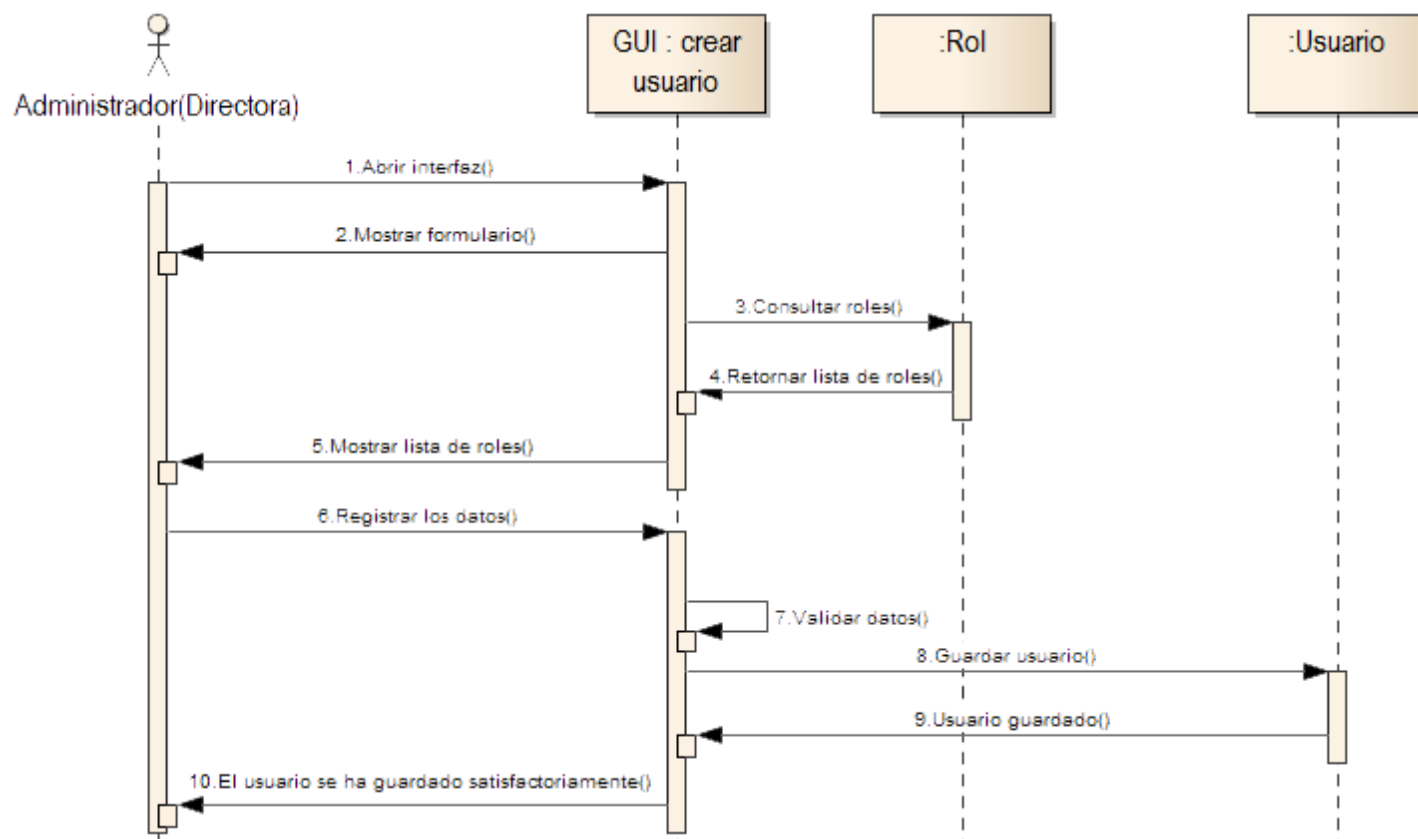 GUI : crear
usuario
:Rol
:Usuario
Administrador(Directora)
1.Abrir interfaz()
2.Mostrar formulario()
3.Consultar roles()
4.Retornar lista de roles()
5.Mostrar lista de roles()
6.Registrar los datos()
7.Validar datos()
8.Guardar usuario()
9.Usuario guardado()
10.El usuario se ha guardado satisfactoriamente()